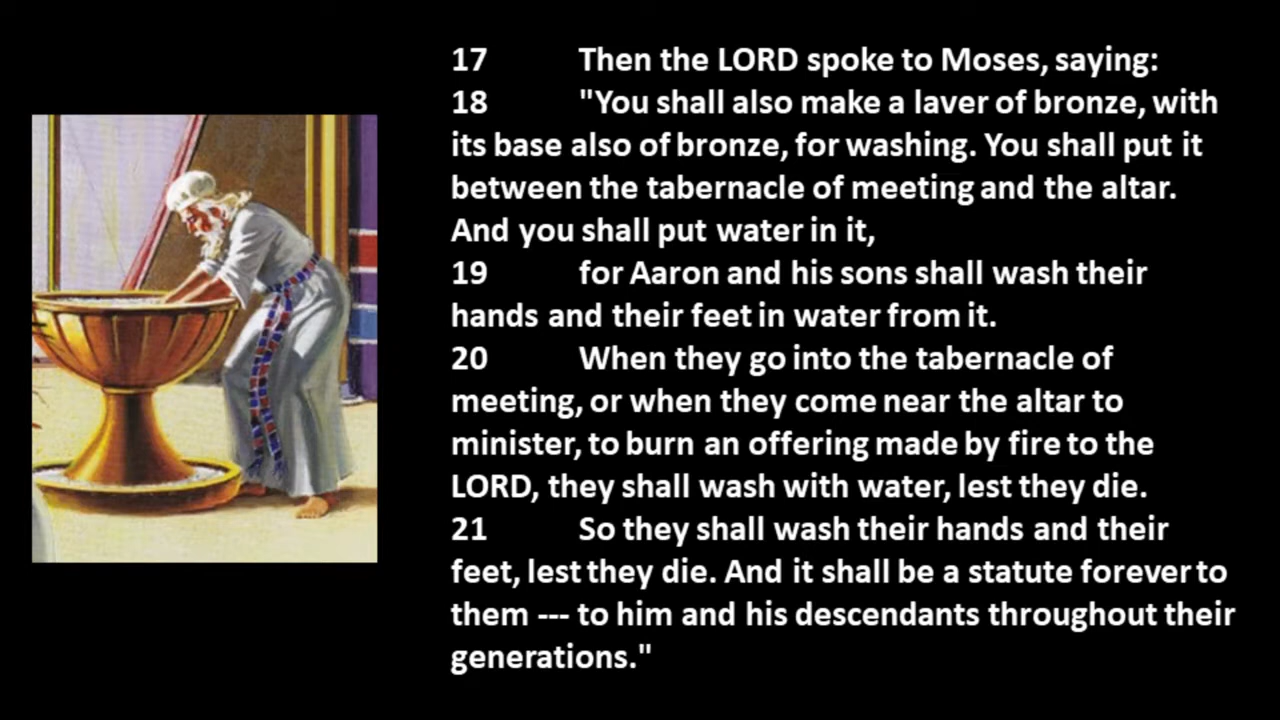 17 Then the LORD spoke to Moses, saying:
18 "You shall also make a laver of bronze, with
its base also of bronze, for washing. You shall put it
between the tabernacle of meeting and the altar.
And you shall put water in it,
19 for Aaron and his sons shall wash their
hands and their feet in water from it.
20 When they go into the tabernacle of
meeting, or when they come near the altar to
minister, to burn an offering made by fire to the
LORD, they shall wash with water, lest they die.
21 So they shall wash their hands and their
feet, lest they die. And it shall be a statute forever to
them --- to him and his descendants throughout their
generations."